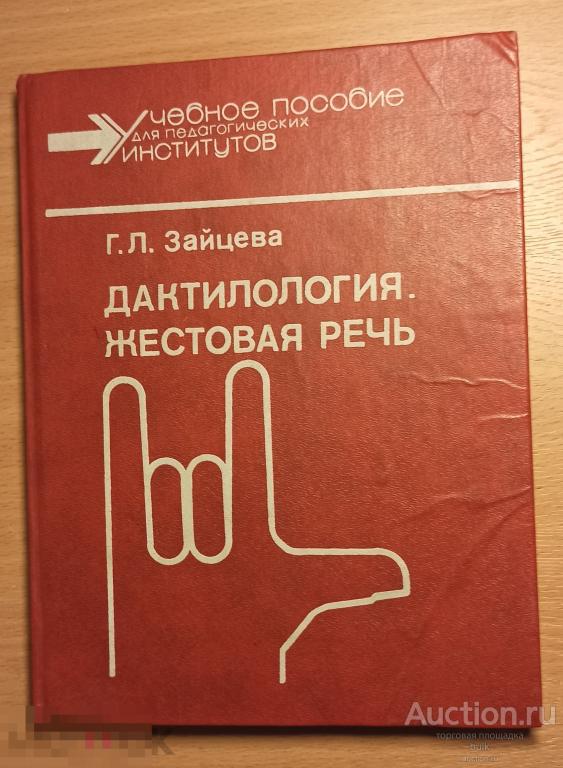 Учебное пособие
для педагогических
институтов
Г.Л. Зайцева
ДАКТИЛОЛОГИЯ.
ЖЕСТОВАЯ РЕЧЬ
Auction.ru
торговая площадка